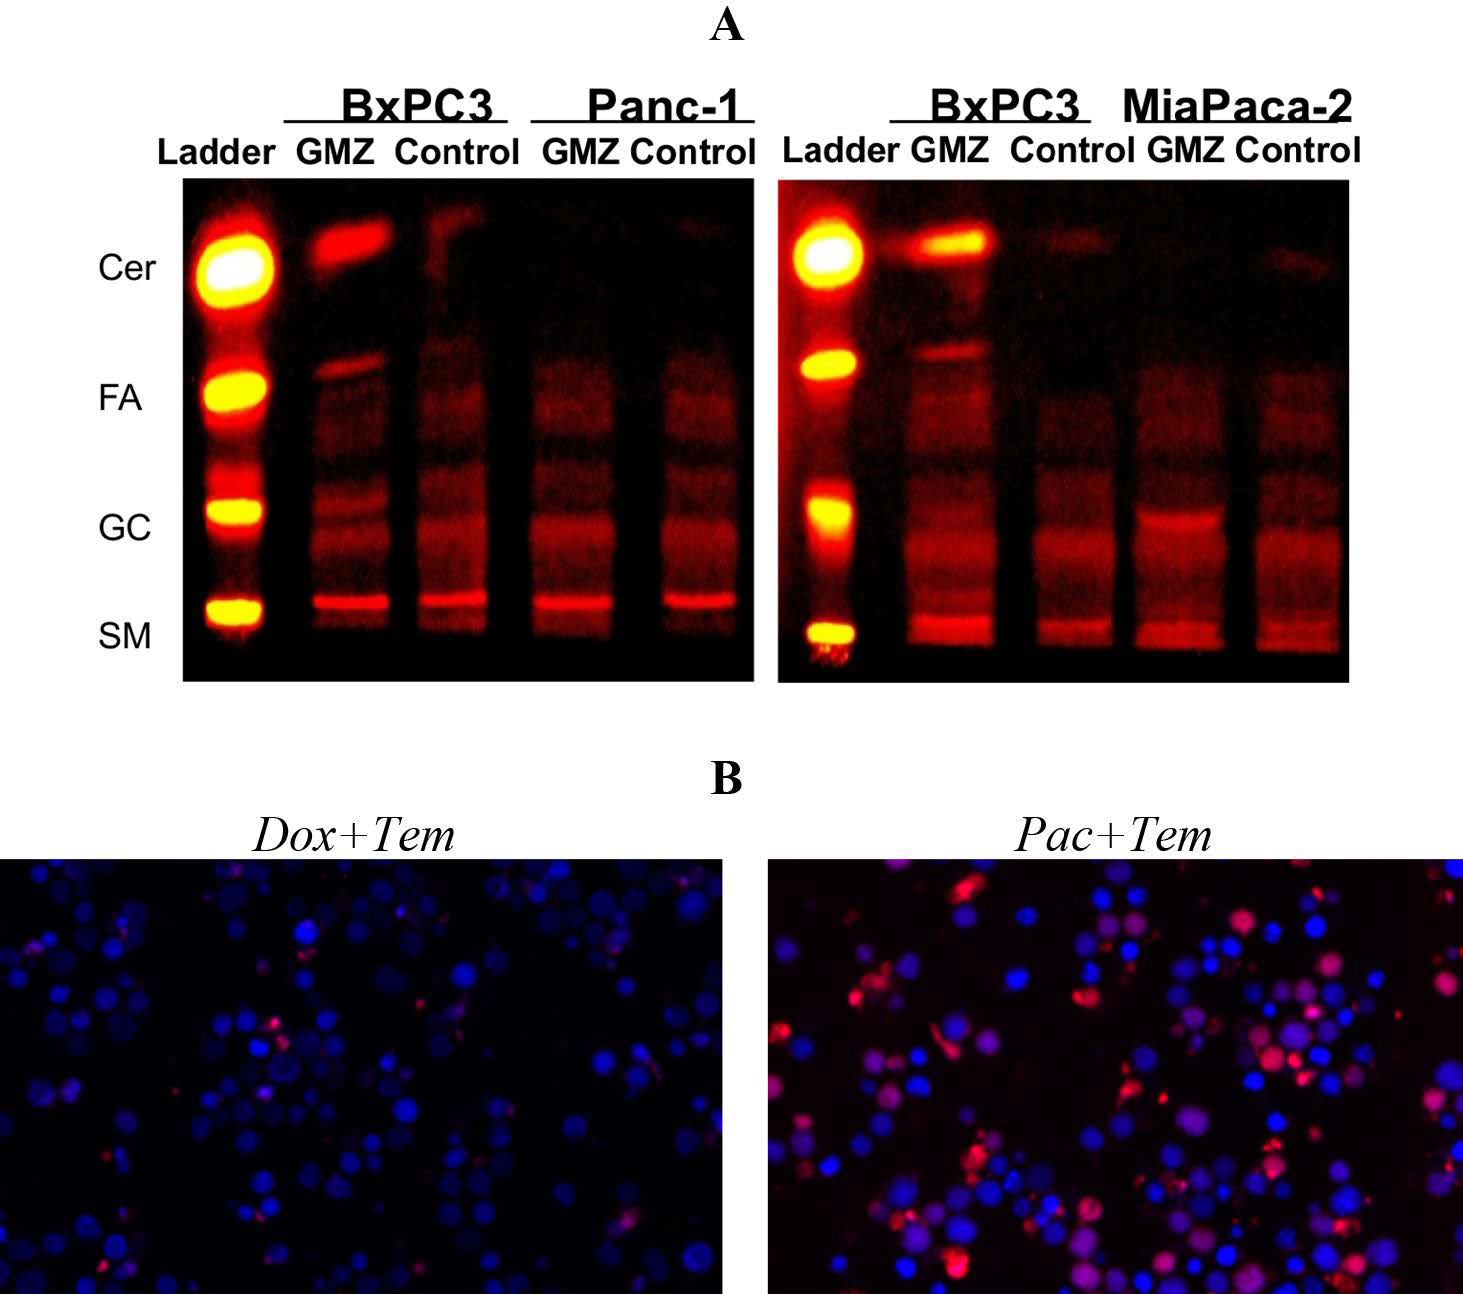 A
BxPC3 Panc-1 BxPC3 MiaPaca-2
Ladder GMZ Control GMZ Control Ladder GMZ Control GMZ Control
Cer
FA
GC
SM
B
Dox+Tem Pac+Tem